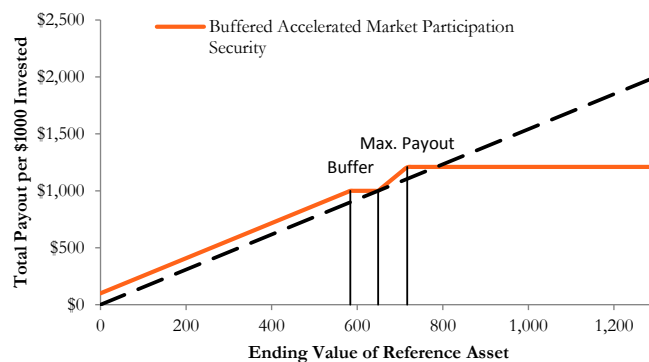 $2,500
Buffered Accelerated Market Participation
Security
$2,000
$1,500
Max. Payout
Buffer
$1,000
$500
$0
0 200 400 600 800 1,000 1,200
Total Payout per $1000 Invested
Ending Value of Reference Asset